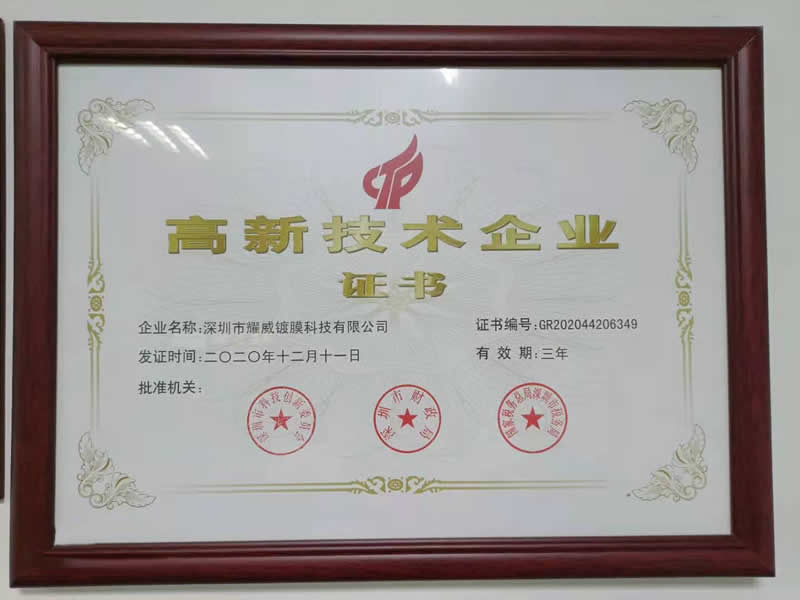 高新技术企业
证书
企业名称:深圳市耀威镀膜科技有限公司
证书编号:GR202044206349
发证时间:二〇二〇年十二月十一日
有 效 期:三年
批准机关:
深圳市科技创新委员会
深圳市财政局
国家税务总局深圳市税务局